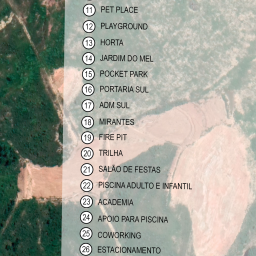 11 PET PLACE
12 PLAYGROUND
13 HORTA
14 JARDIM DO MEL
15 POCKET PARK
16 PORTARIA SUL
17 ADM SUL
18 MIRANTES
19 FIRE PIT
20 TRILHA
21 SALÃO DE FESTAS
22 PISCINA ADULTO E INFANTIL
23 ACADEMIA
24 APOIO PARA PISCINA
25 COWORKING
26 ESTACIONAMENTO